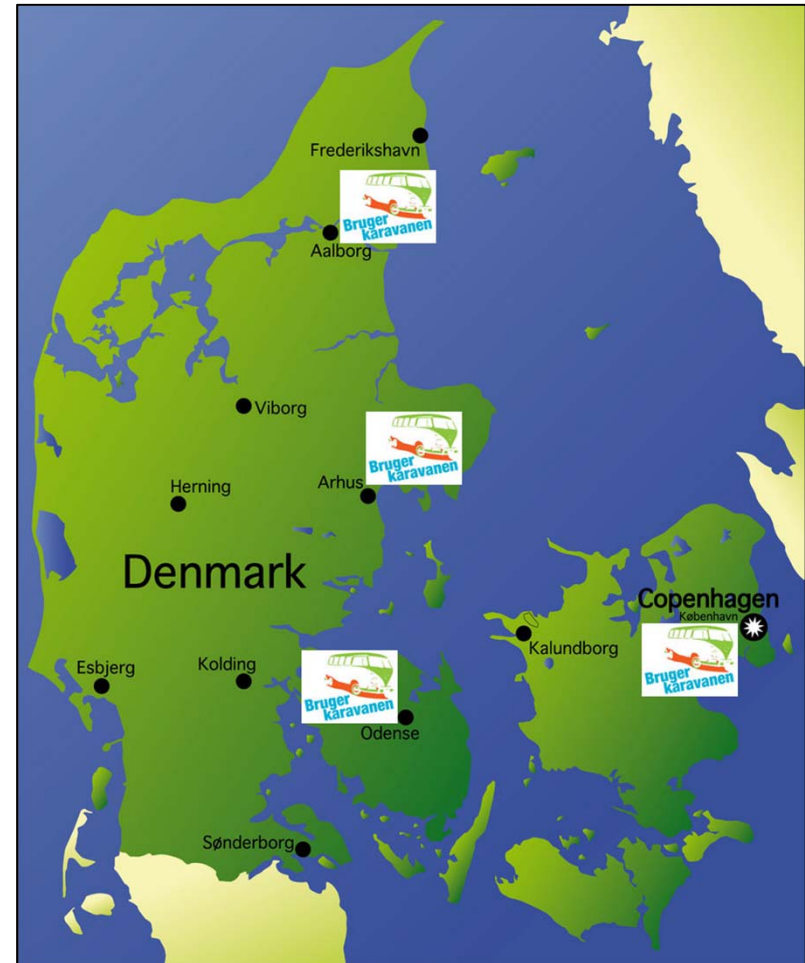 Frederikshavn
Bruger
karavanen
Aalborg
Viborg
Bruger
karavanen
Herning
Arhus
Denmark
Copenhagen
København
Kalundborg
Bruger
karavanen
Esbjerg
Kolding
Bruger
karavanen
Odense
Sønderborg